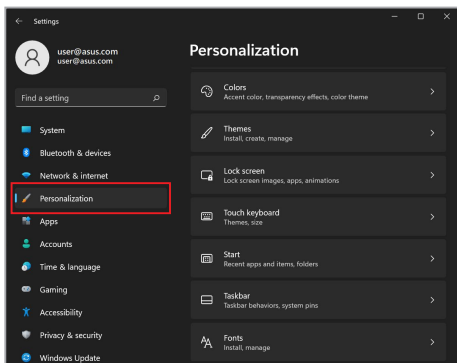 Settings
user@asus.com
user@asus.com
Find a setting
System
Bluetooth & devices
Network & internet
Personalization
Apps
Accounts
Time & language
Gaming
Accessibility
Privacy & security
Windows Update
Personalization
Colors
Accent color, transparency effects, color theme
Themes
Install, create, manage
Lock screen
Lock screen images, apps, animations
Touch keyboard
Themes, size
Start
Recent apps and items, folders
Taskbar
Taskbar behaviors, system pins
Fonts
Install, manage